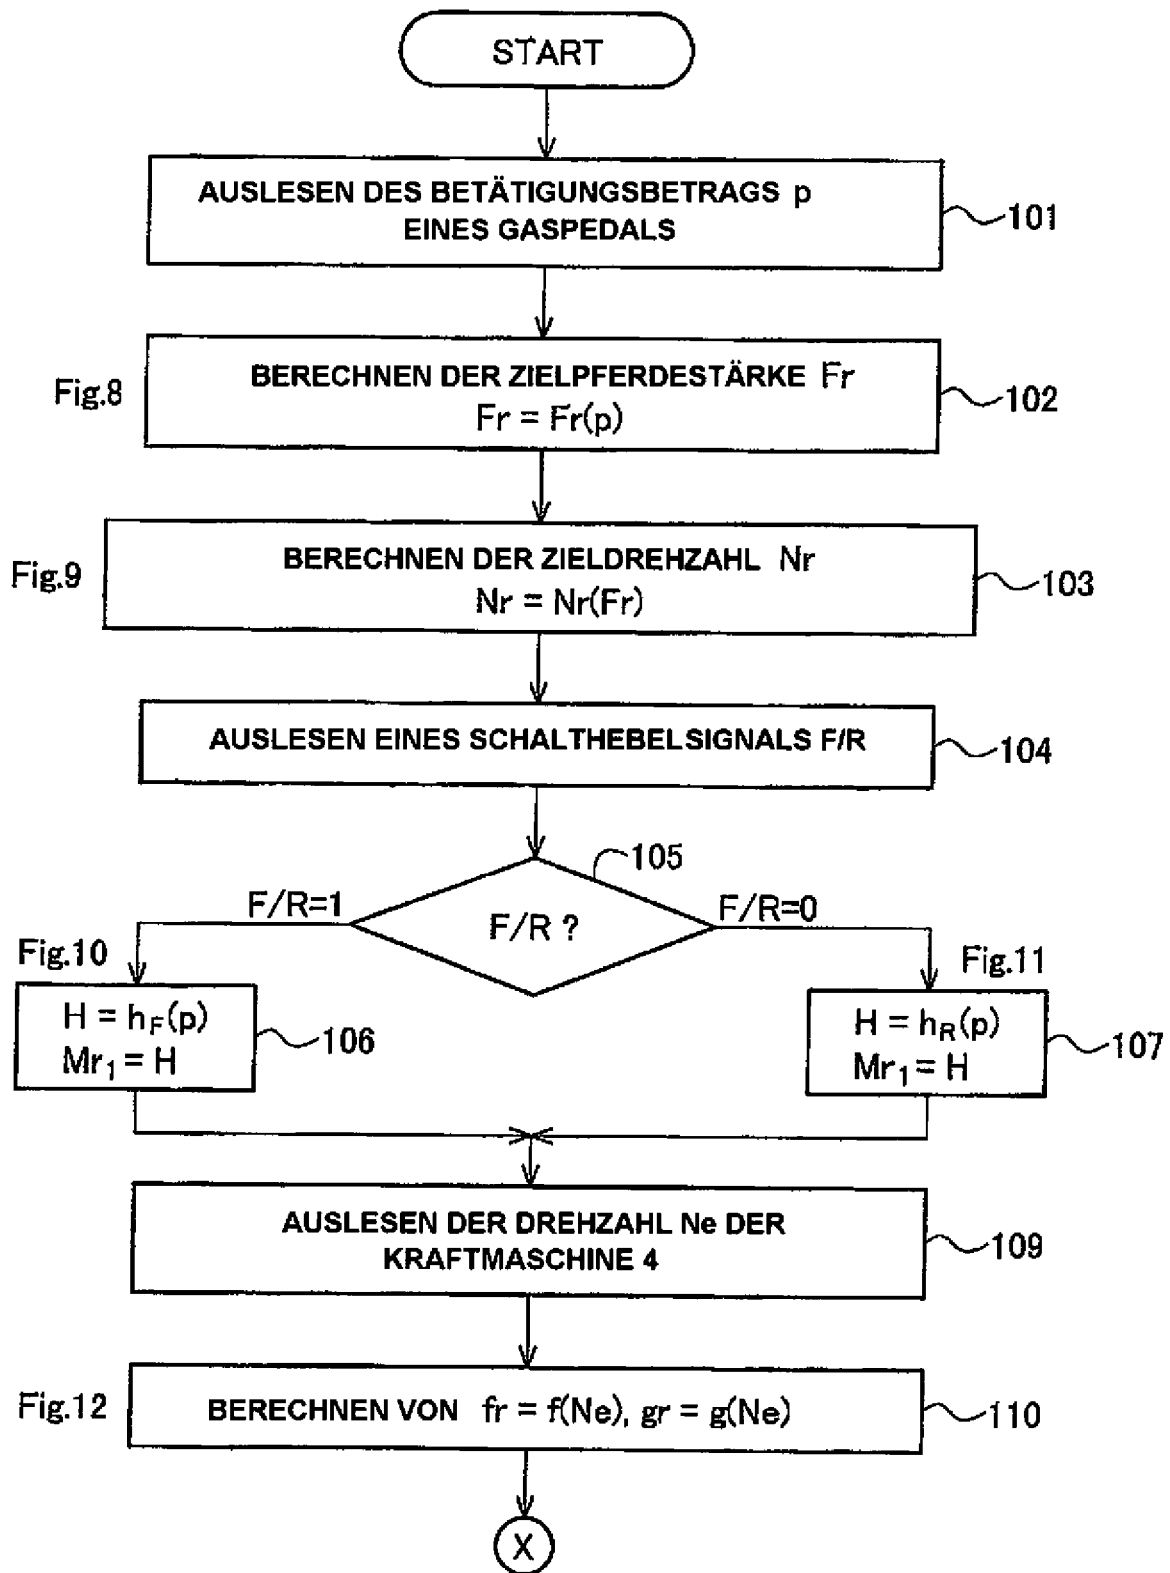 START
AUSLESEN DES BETÄTIGUNGSBETRAGS p
EINES GASPEDALS
101
Fig.8
BERECHNEN DER ZIELPFERDESTÄRKE Fr
Fr = Fr(p)
102
Fig.9
BERECHNEN DER ZIELDREHZAHL Nr
Nr = Nr(Fr)
103
AUSLESEN EINES SCHALTHEBELSIGNALS F/R
104
105
F/R=1
F/R ?
F/R=0
Fig.10
Fig.11
H = h_F(p)
Mr₁ = H
106
H = h_R(p)
Mr₁ = H
107
AUSLESEN DER DREHZAHL Ne DER
KRAFTMASCHINE 4
109
Fig.12
BERECHNEN VON fr = f(Ne), gr = g(Ne)
110
X